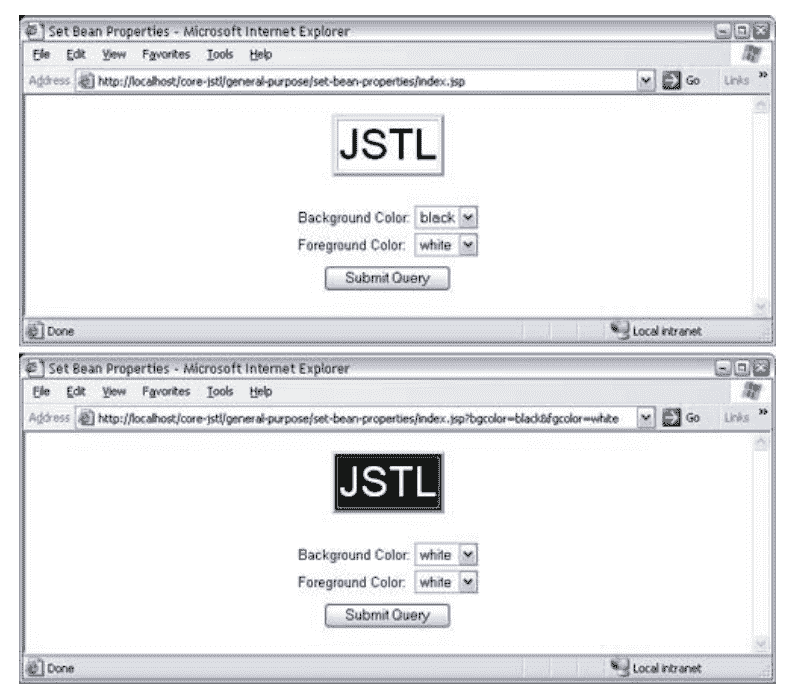 Set Bean Properties - Microsoft Internet Explorer
File Edit View Favorites Tools Help
Address http://localhost/core-jstl/general-purpose/set-bean-properties/index.jsp Go Links »
JSTL
Background Color: black
Foreground Color: white
Submit Query
Done Local intranet
Set Bean Properties - Microsoft Internet Explorer
File Edit View Favorites Tools Help
Address http://localhost/core-jstl/general-purpose/set-bean-properties/index.jsp?bgcolor=black&fgcolor=white Go Links »
JSTL
Background Color: white
Foreground Color: white
Submit Query
Done Local intranet